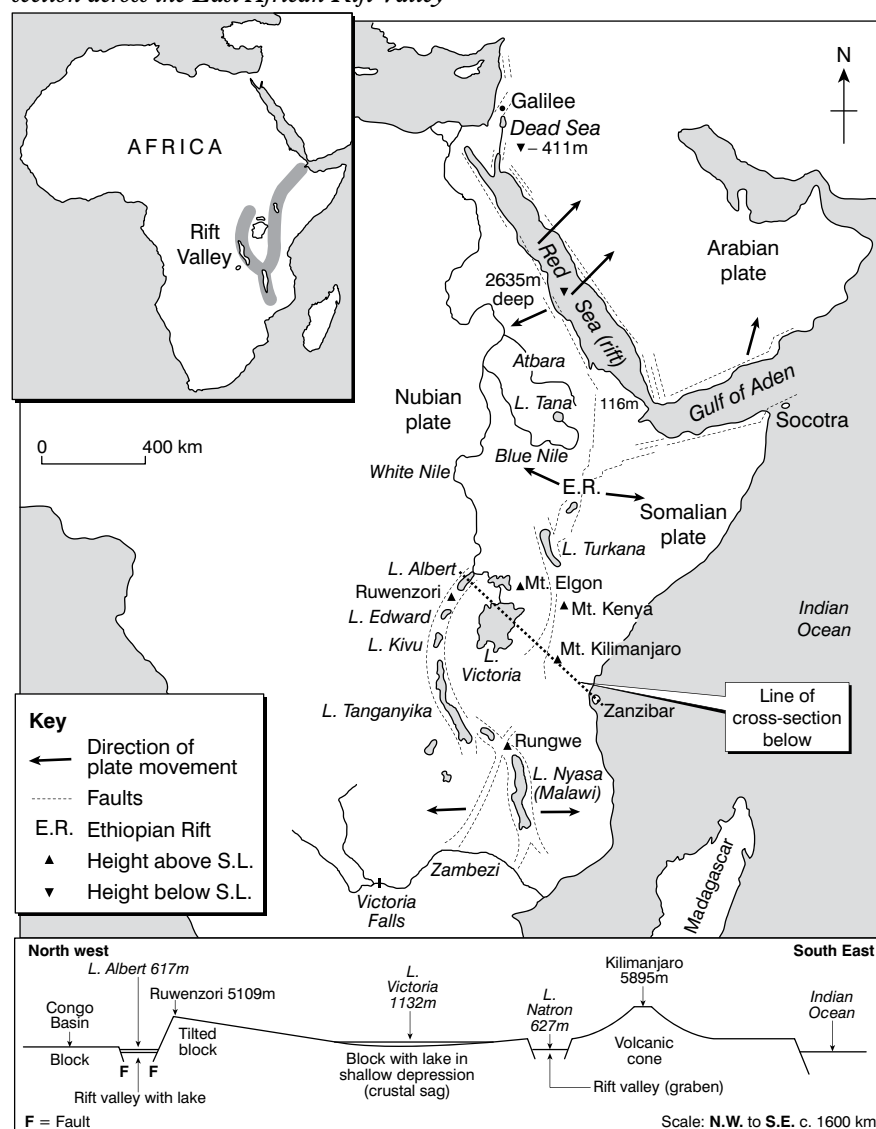 section across the East African Rift Valley
AFRICA
Rift
Valley
N
Galilee
Dead Sea
– 411m
Arabian
plate
Red
Sea (rift)
2635m
deep
Atbara
Gulf of Aden
Nubian
plate
L. Tana
116m
Socotra
0 400 km
Blue Nile
White Nile
E.R.
Somalian
plate
L. Turkana
L. Albert
Mt. Elgon
Ruwenzori
Mt. Kenya
Indian
Ocean
L. Edward
L. Kivu
Mt. Kilimanjaro
L.
Victoria
Line of
cross-section
below
Zanzibar
L. Tanganyika
Rungwe
L. Nyasa
(Malawi)
Key
Direction of
plate movement
Faults
E.R. Ethiopian Rift
Height above S.L.
Height below S.L.
Zambezi
Victoria
Falls
Madagascar
North west
South East
L. Albert 617m
Ruwenzori 5109m
L.
Victoria
1132m
Kilimanjaro
5895m
Congo
Basin
L.
Natron
627m
Indian
Ocean
Block
Tilted
block
F F
Block with lake in
shallow depression
(crustal sag)
Volcanic
cone
Rift valley with lake
Rift valley (graben)
F = Fault
Scale: N.W. to S.E. c. 1600 km